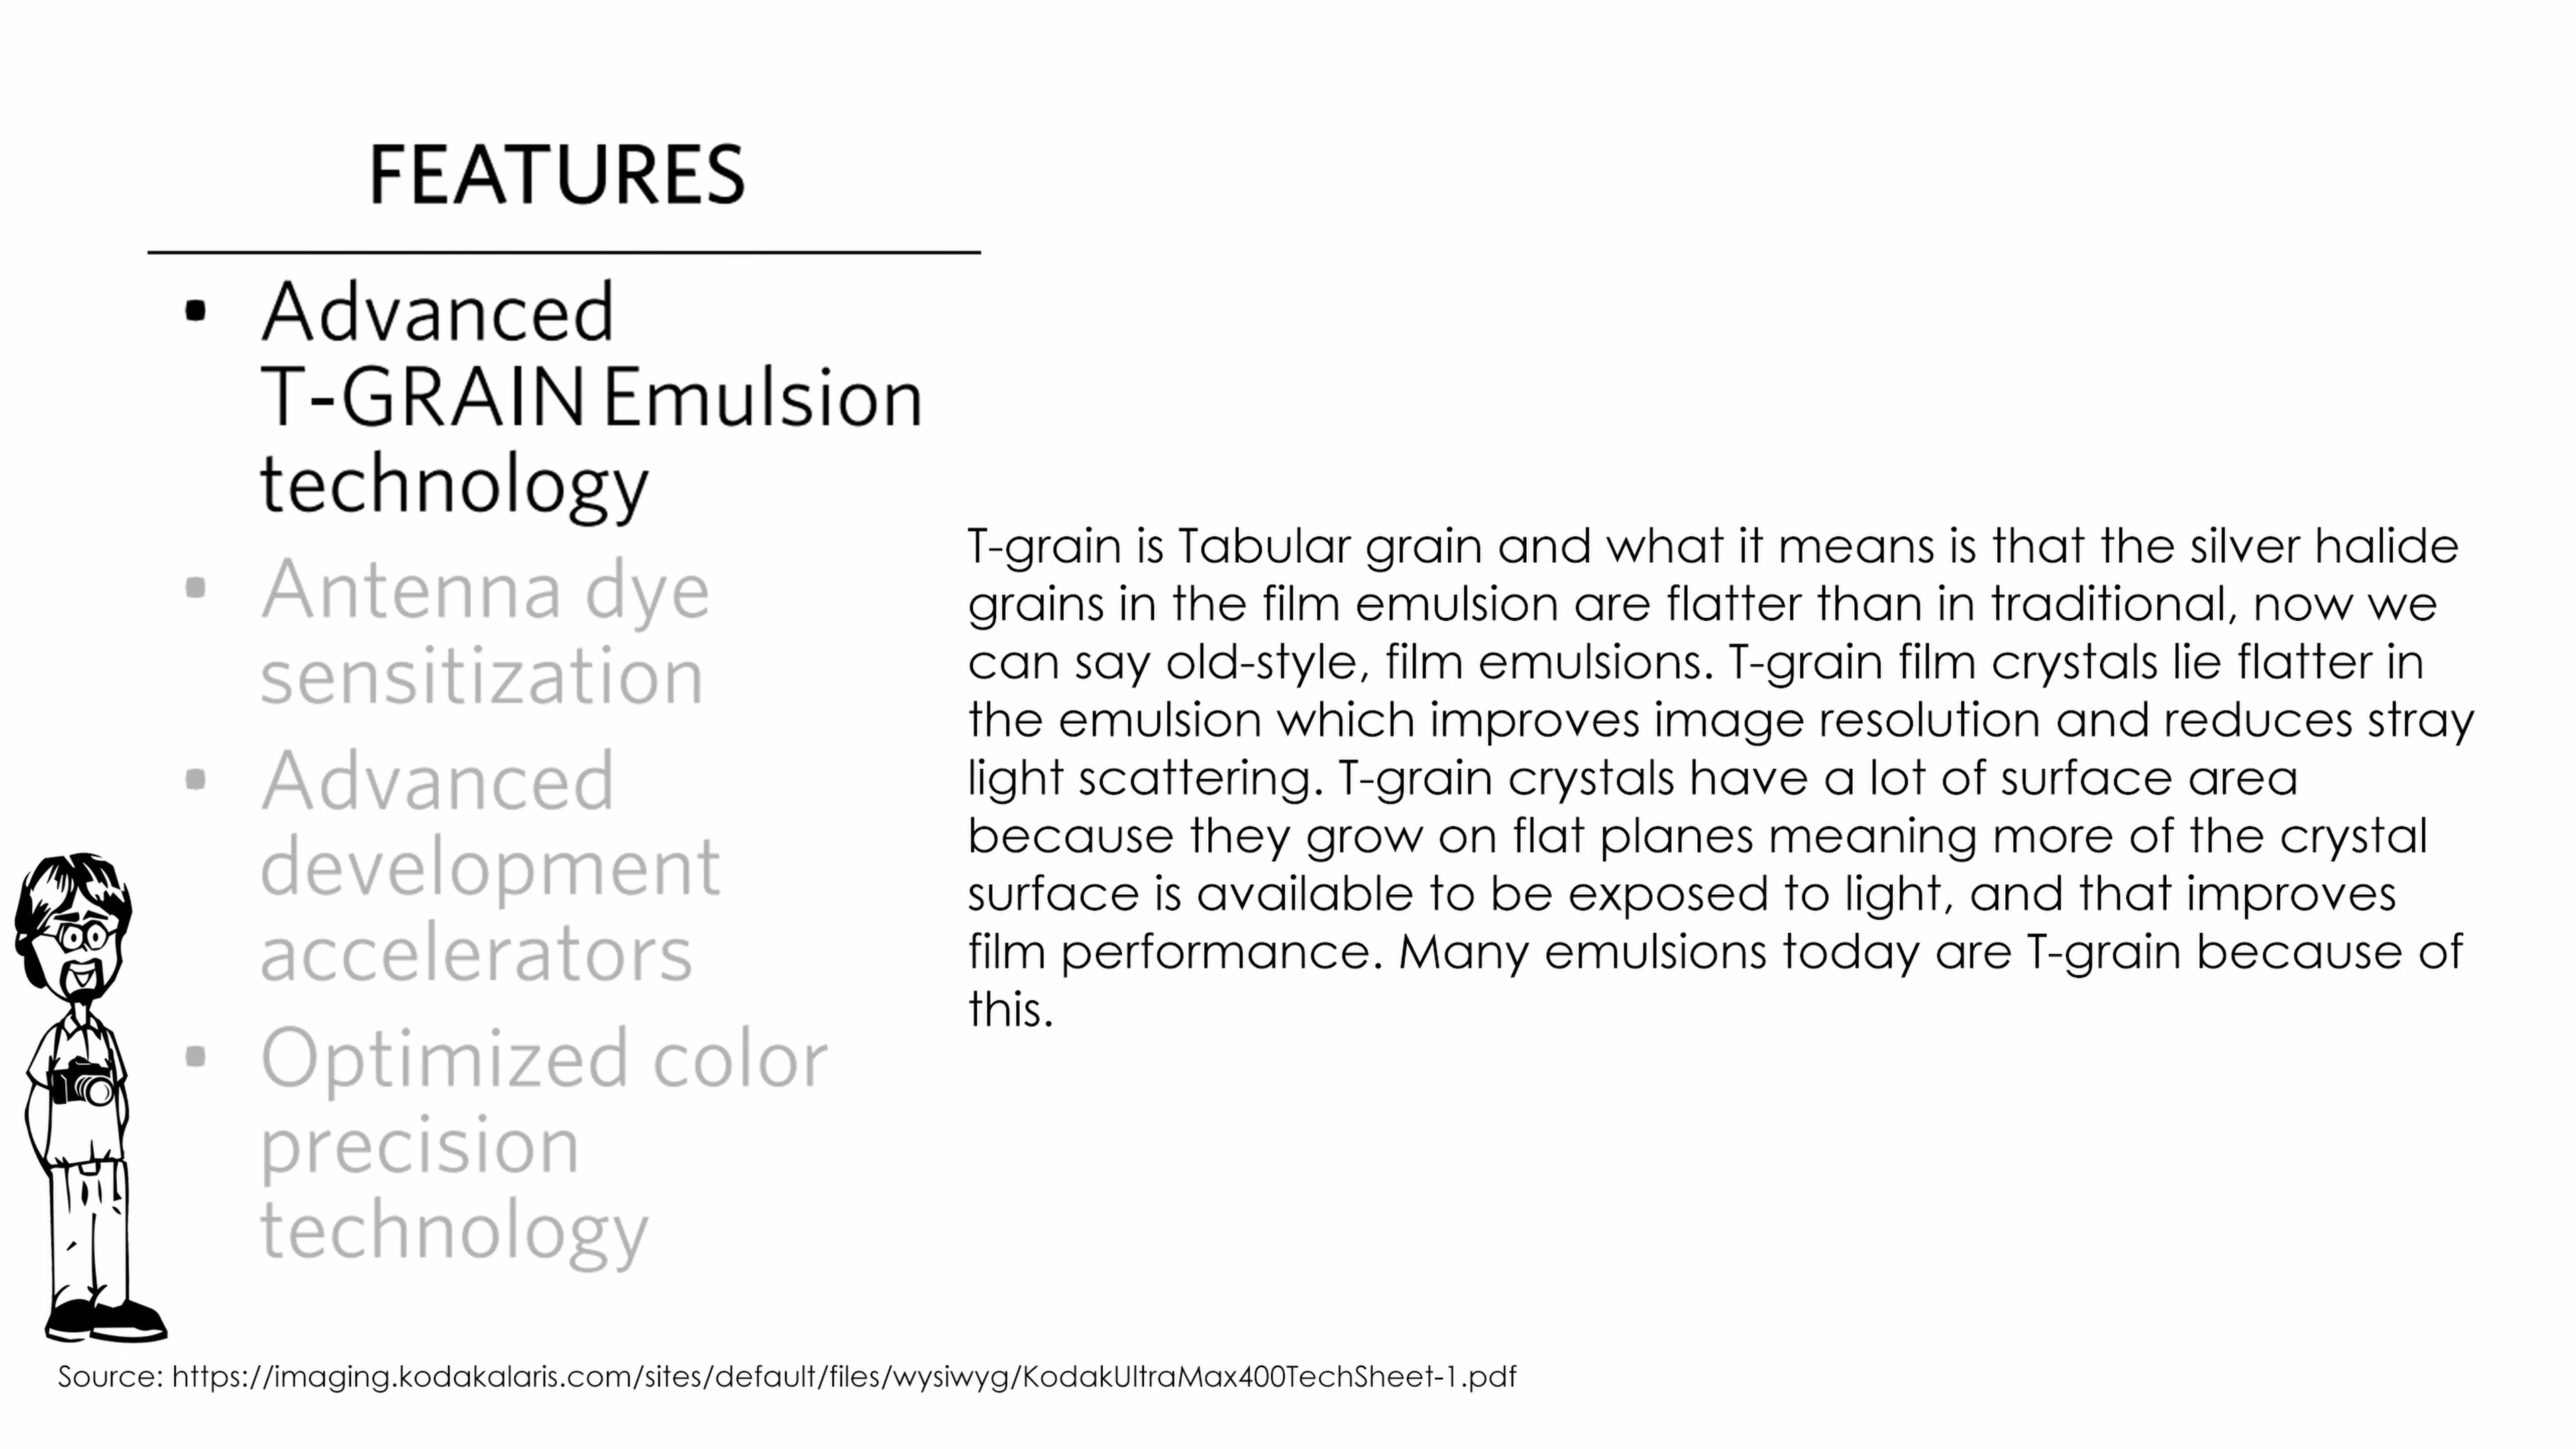 FEATURES
• Advanced
T-GRAIN Emulsion
technology
• Antenna dye
sensitization
• Advanced
development
accelerators
• Optimized color
precision
technology
T-grain is Tabular grain and what it means is that the silver halide
grains in the film emulsion are flatter than in traditional, now we
can say old-style, film emulsions. T-grain film crystals lie flatter in
the emulsion which improves image resolution and reduces stray
light scattering. T-grain crystals have a lot of surface area
because they grow on flat planes meaning more of the crystal
surface is available to be exposed to light, and that improves
film performance. Many emulsions today are T-grain because of
this.
Source: https://imaging.kodakalaris.com/sites/default/files/wysiwyg/KodakUltraMax400TechSheet-1.pdf